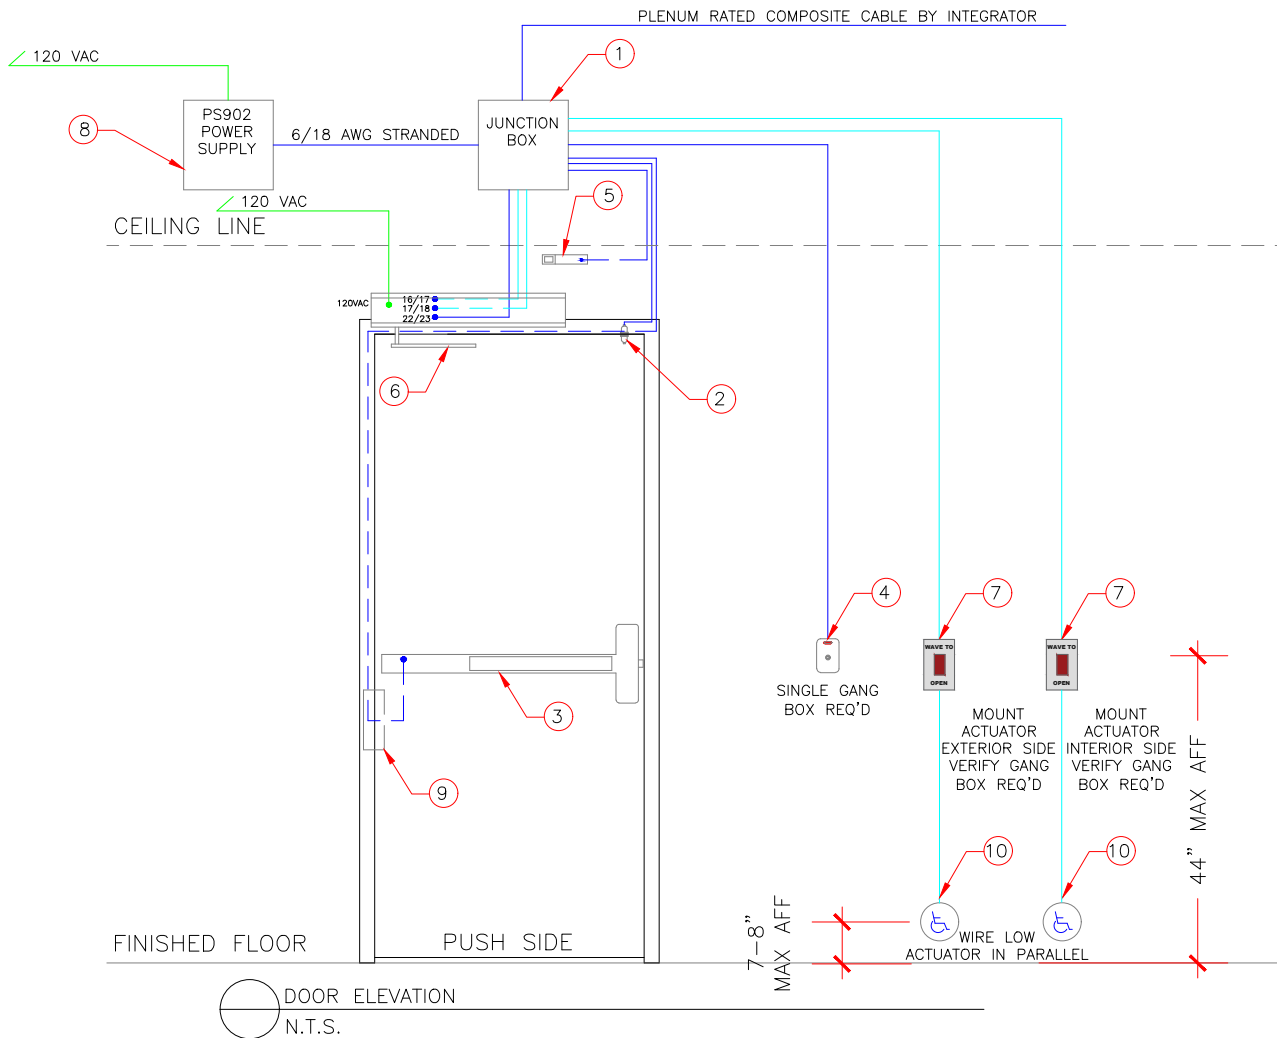 PLENUM RATED COMPOSITE CABLE BY INTEGRATOR
120 VAC
1
PS902
POWER
SUPPLY
8
6/18 AWG STRANDED
JUNCTION
BOX
120 VAC
5
CEILING LINE
120VAC
16/17
17/18
22/23
6
2
4
7
7
WAVE TO
OPEN
WAVE TO
OPEN
SINGLE GANG
BOX REQ'D
3
9
MOUNT
ACTUATOR
EXTERIOR SIDE
VERIFY GANG
BOX REQ'D
MOUNT
ACTUATOR
INTERIOR SIDE
VERIFY GANG
BOX REQ'D
44" MAX AFF
10
10
7-8"
MAX AFF
WIRE LOW
ACTUATOR IN PARALLEL
FINISHED FLOOR
PUSH SIDE
DOOR ELEVATION
N.T.S.